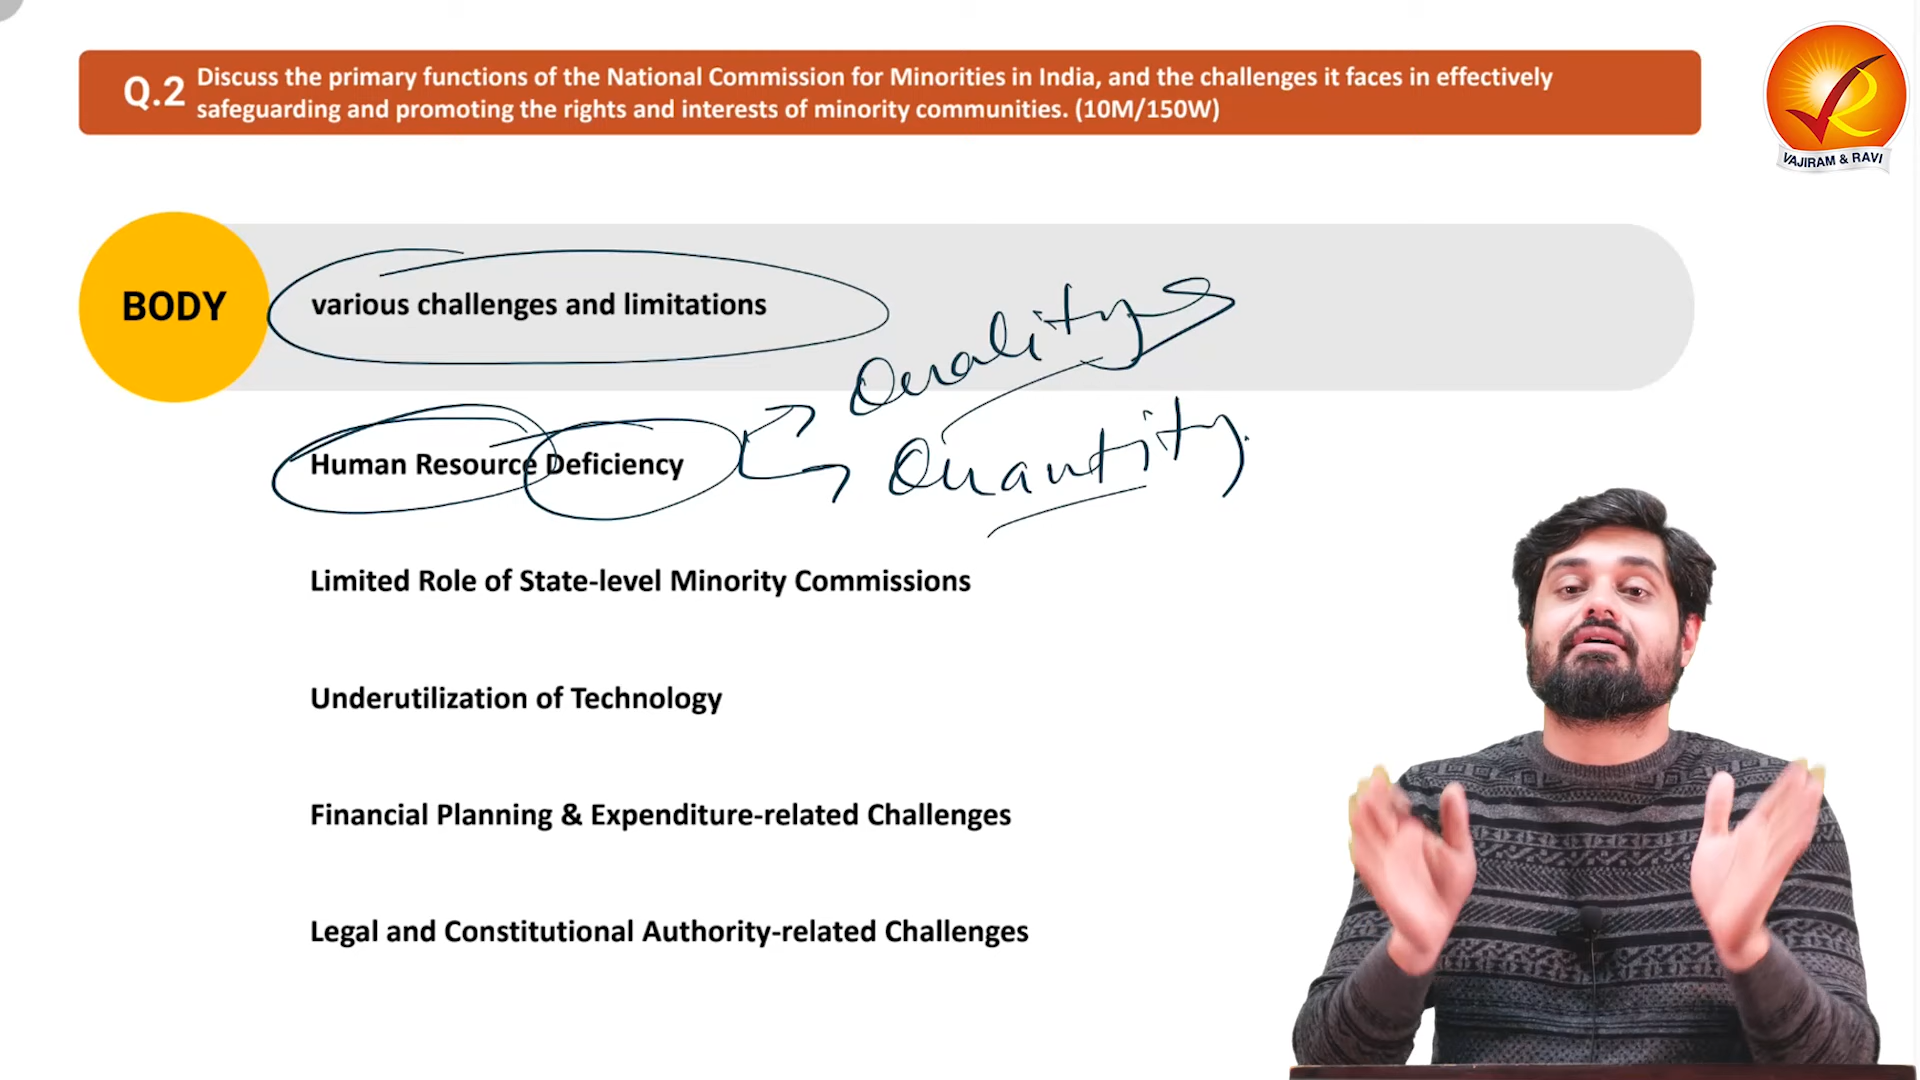 Q.2 Discuss the primary functions of the National Commission for Minorities in India, and the challenges it faces in effectively
safeguarding and promoting the rights and interests of minority communities. (10M/150W)
VAJIRAM & RAVI
BODY
various challenges and limitations
Quality
Human Resource Deficiency
Quantity
Limited Role of State-level Minority Commissions
Underutilization of Technology
Financial Planning & Expenditure-related Challenges
Legal and Constitutional Authority-related Challenges